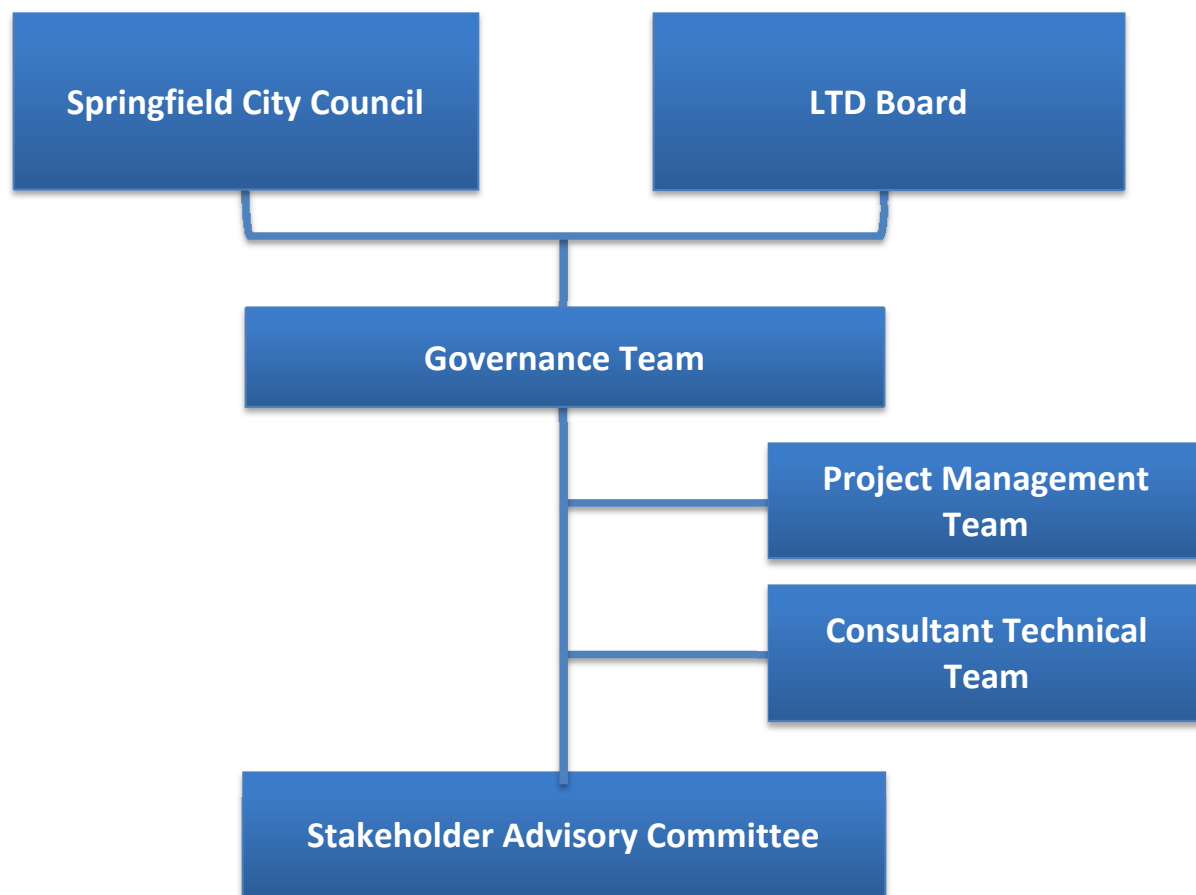 Springfield City Council
LTD Board
Governance Team
Project Management
Team
Consultant Technical
Team
Stakeholder Advisory Committee